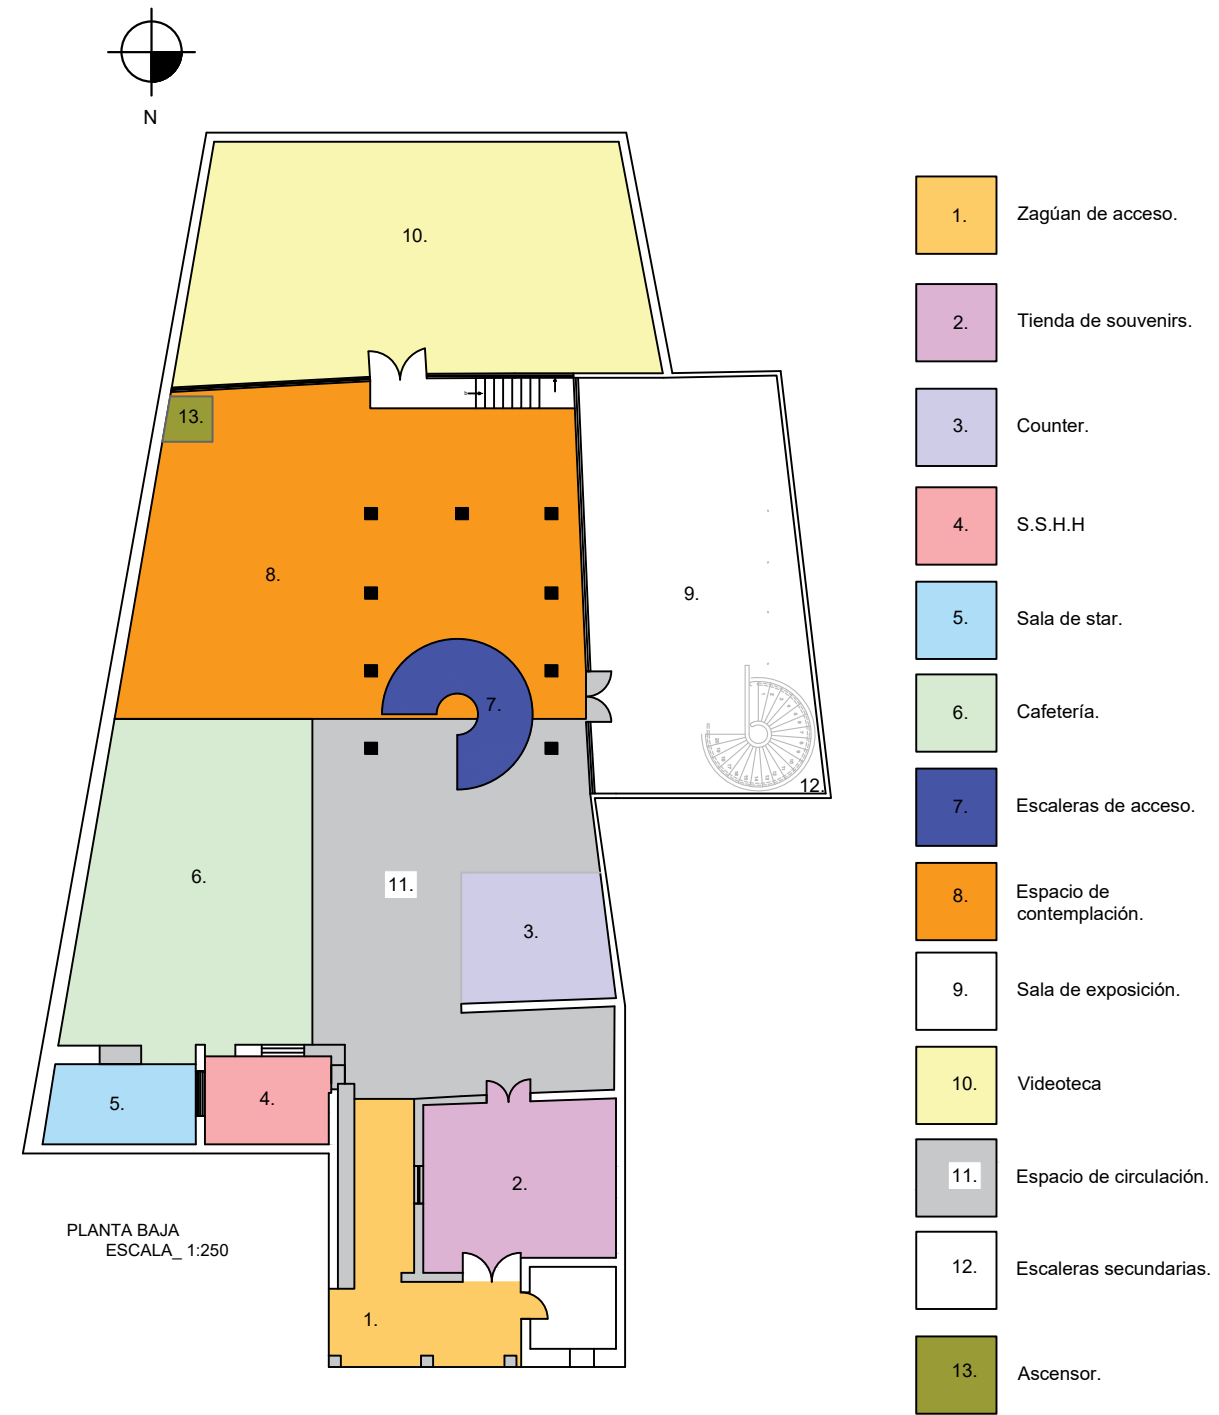 N
10.
13.
8.
9.
7.
12.
6.
11.
3.
5.
4.
2.
1.
PLANTA BAJA
ESCALA_ 1:250
1. Zagúan de acceso.
2. Tienda de souvenirs.
3. Counter.
4. S.S.H.H
5. Sala de star.
6. Cafetería.
7. Escaleras de acceso.
8. Espacio de
contemplación.
9. Sala de exposición.
10. Videoteca
11. Espacio de circulación.
12. Escaleras secundarias.
13. Ascensor.